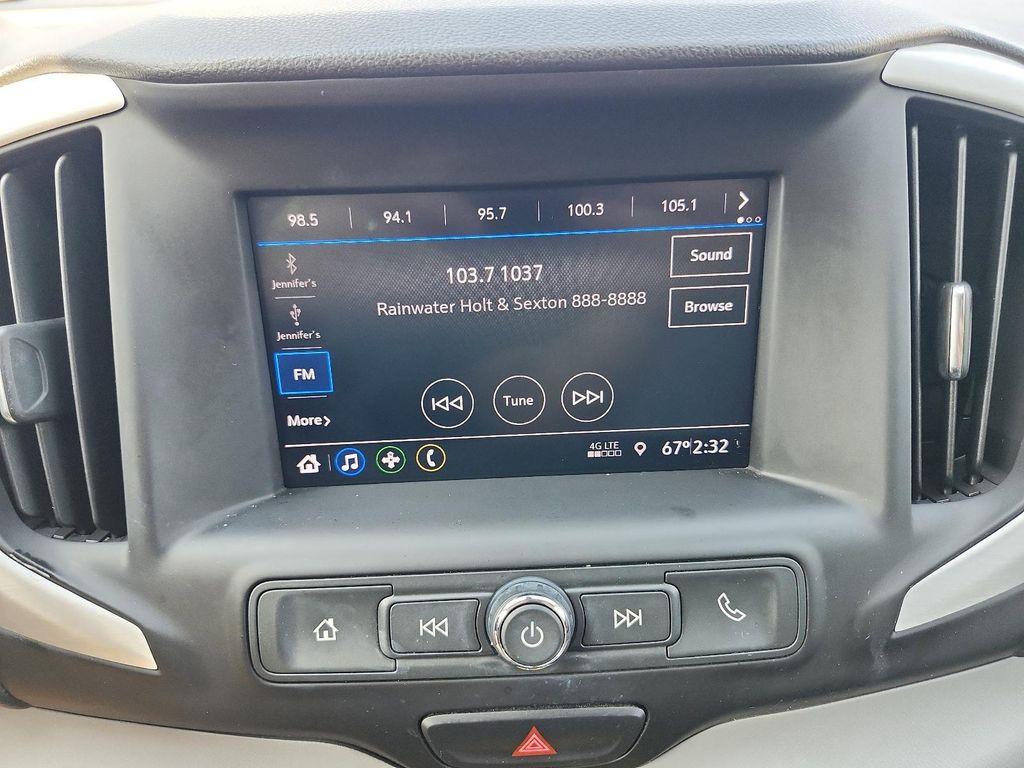 98.5 94.1 95.7 100.3 105.1
Jennifer's
103.7 1037
Sound
Rainwater Holt & Sexton 888-8888
Browse
Jennifer's
FM
Tune
More
4G LTE
67° 2:32